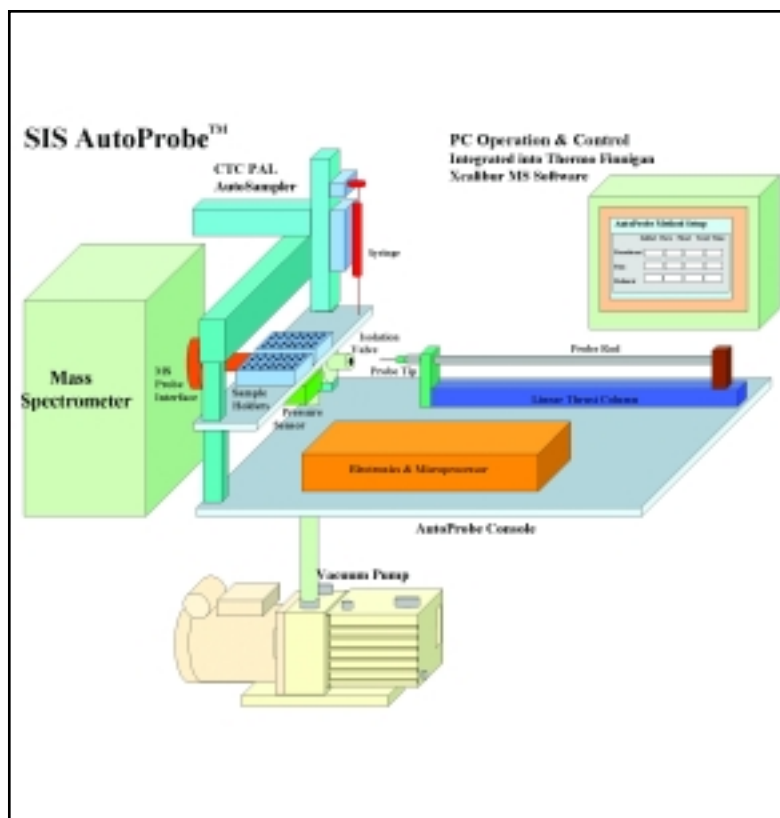 SIS AutoProbe™
PC Operation & Control
Integrated into Thermo Finnigan
Xcalibur MS Software
CTC PAL
AutoSampler
AutoProbe Method Setup
Syringe
Isolation
Valve
Probe Rod
Probe Tip
MS
Probe
Interface
Mass
Spectrometer
Sample
Holders
Pressure
Sensor
Linear Thrust Column
Electronics & Microprocessor
AutoProbe Console
Vacuum Pump